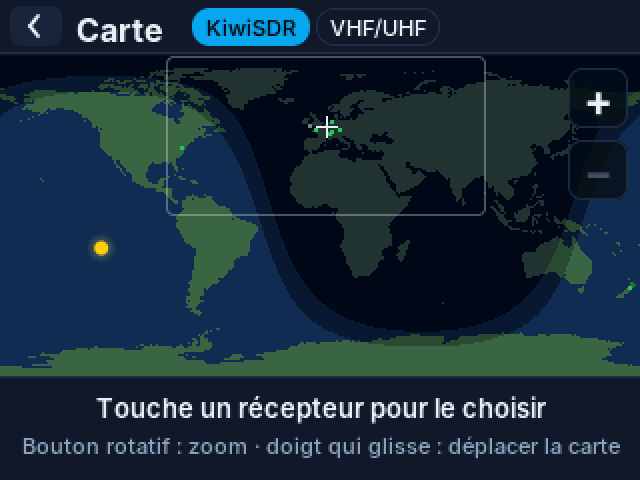 Carte
KiwiSDR
VHF/UHF
+
−
Touche un récepteur pour le choisir
Bouton rotatif : zoom · doigt qui glisse : déplacer la carte